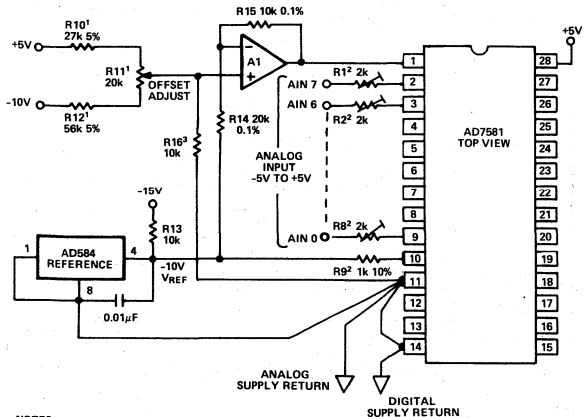 R10¹
27k 5%
+5V
R11¹
20k
OFFSET
ADJUST
-10V
R12¹
56k 5%
R15 10k 0.1%
−
A1
+
R16³
10k
R14 20k
0.1%
AIN 7
R1² 2k
AIN 6
R2² 2k
ANALOG
INPUT
-5V TO +5V
AIN 0
R8² 2k
-15V
R13
10k
1
AD584
REFERENCE
4
8
-10V
VREF
0.01µF
R9² 1k 10%
+5V
AD7581
TOP VIEW
1
2
3
4
5
6
7
8
9
10
11
12
13
14
28
27
26
25
24
23
22
21
20
19
18
17
16
15
ANALOG
SUPPLY RETURN
DIGITAL
SUPPLY RETURN